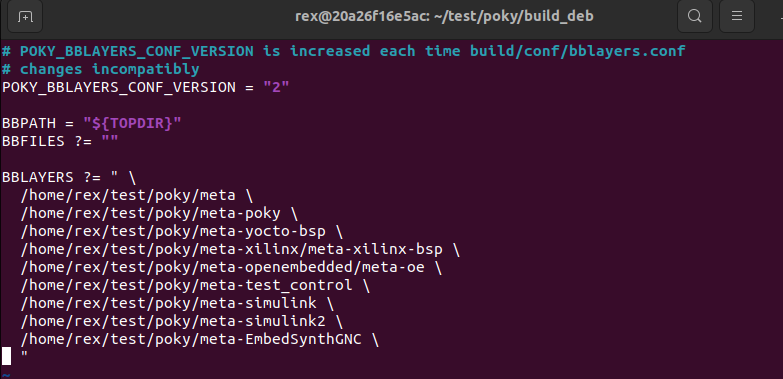 rex@20a26f16e5ac: ~/test/poky/build_deb
# POKY_BBLAYERS_CONF_VERSION is increased each time build/conf/bblayers.conf
# changes incompatibly
POKY_BBLAYERS_CONF_VERSION = "2"
BBPATH = "${TOPDIR}"
BBFILES ?= ""
BBLAYERS ?= " \
/home/rex/test/poky/meta \
/home/rex/test/poky/meta-poky \
/home/rex/test/poky/meta-yocto-bsp \
/home/rex/test/poky/meta-xilinx/meta-xilinx-bsp \
/home/rex/test/poky/meta-openembedded/meta-oe \
/home/rex/test/poky/meta-test_control \
/home/rex/test/poky/meta-simulink \
/home/rex/test/poky/meta-simulink2 \
/home/rex/test/poky/meta-EmbedSynthGNC \
"
~